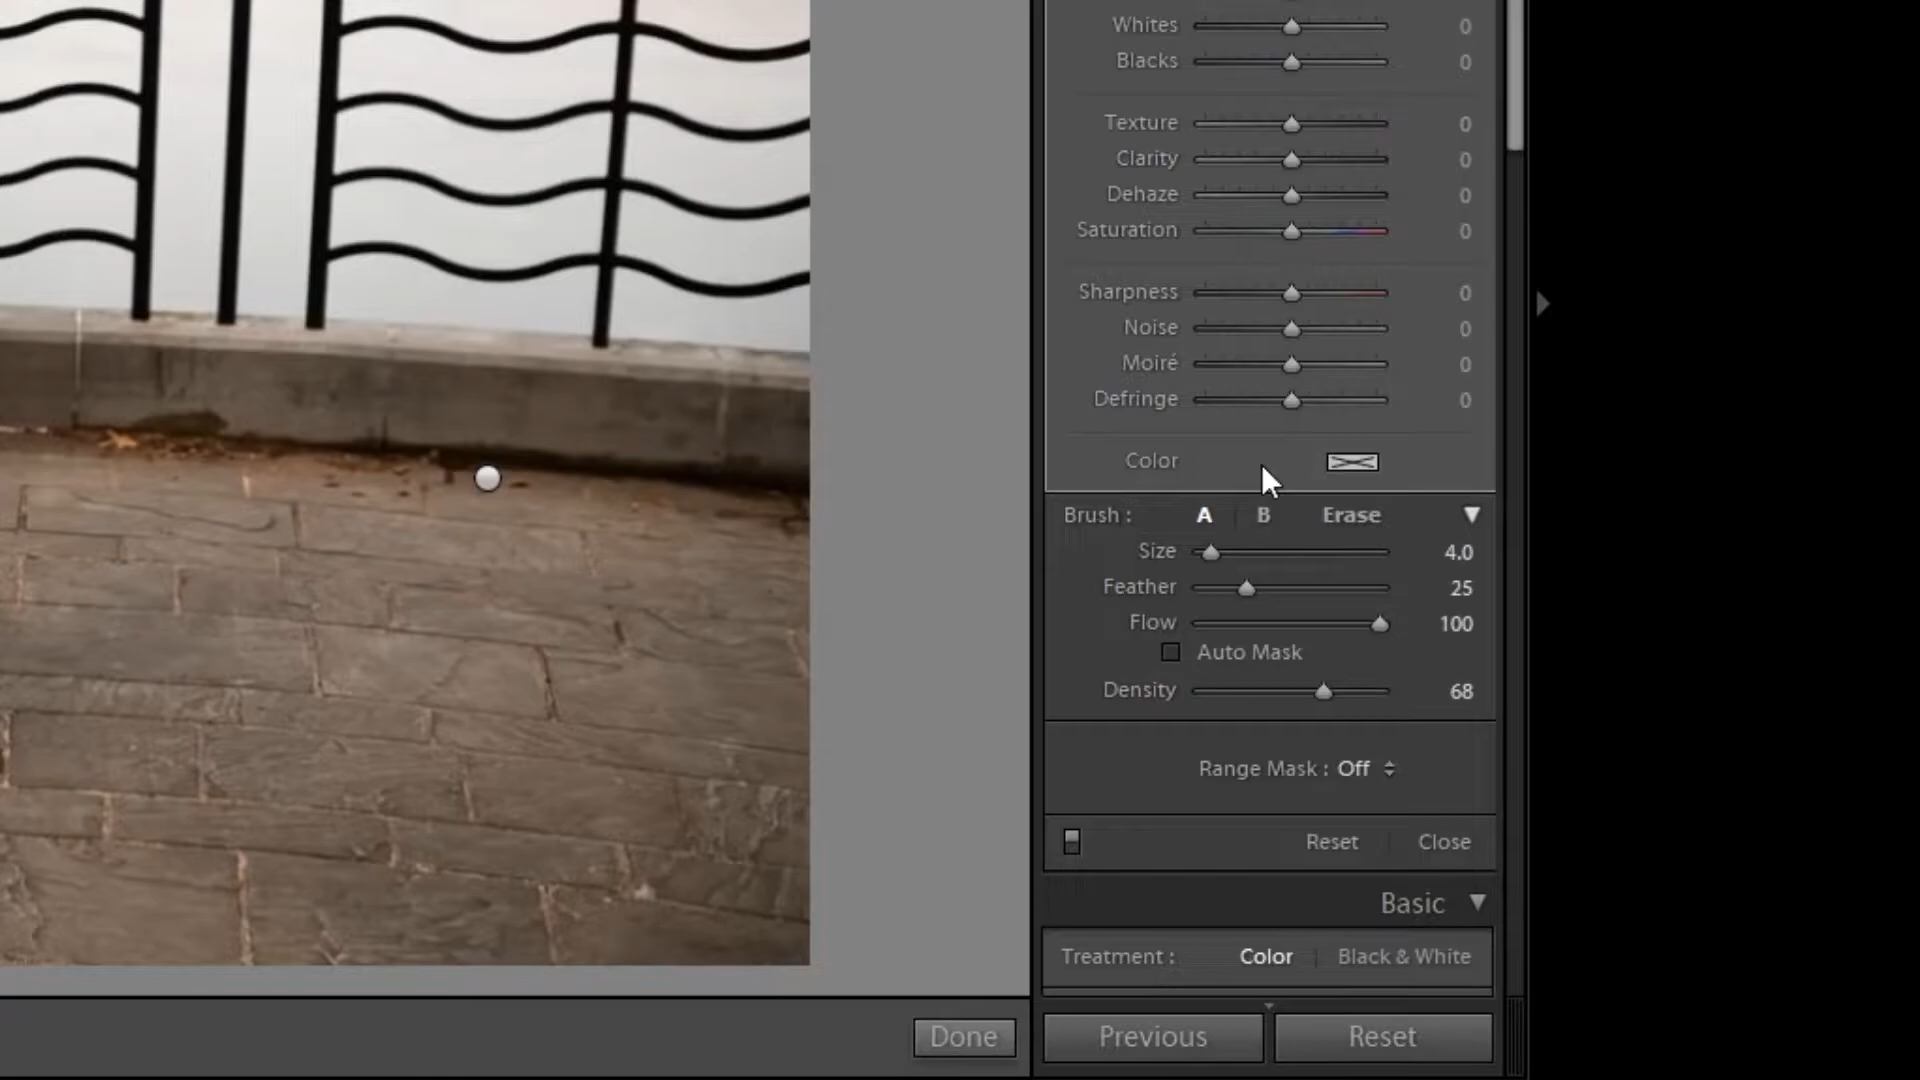 Whites 0
Blacks 0
Texture 0
Clarity 0
Dehaze 0
Saturation 0
Sharpness 0
Noise 0
Moiré 0
Defringe 0
Color
Brush : A B Erase
Size 4.0
Feather 25
Flow 100
Auto Mask
Density 68
Range Mask : Off
Reset Close
Basic
Treatment : Color Black & White
Done Previous Reset